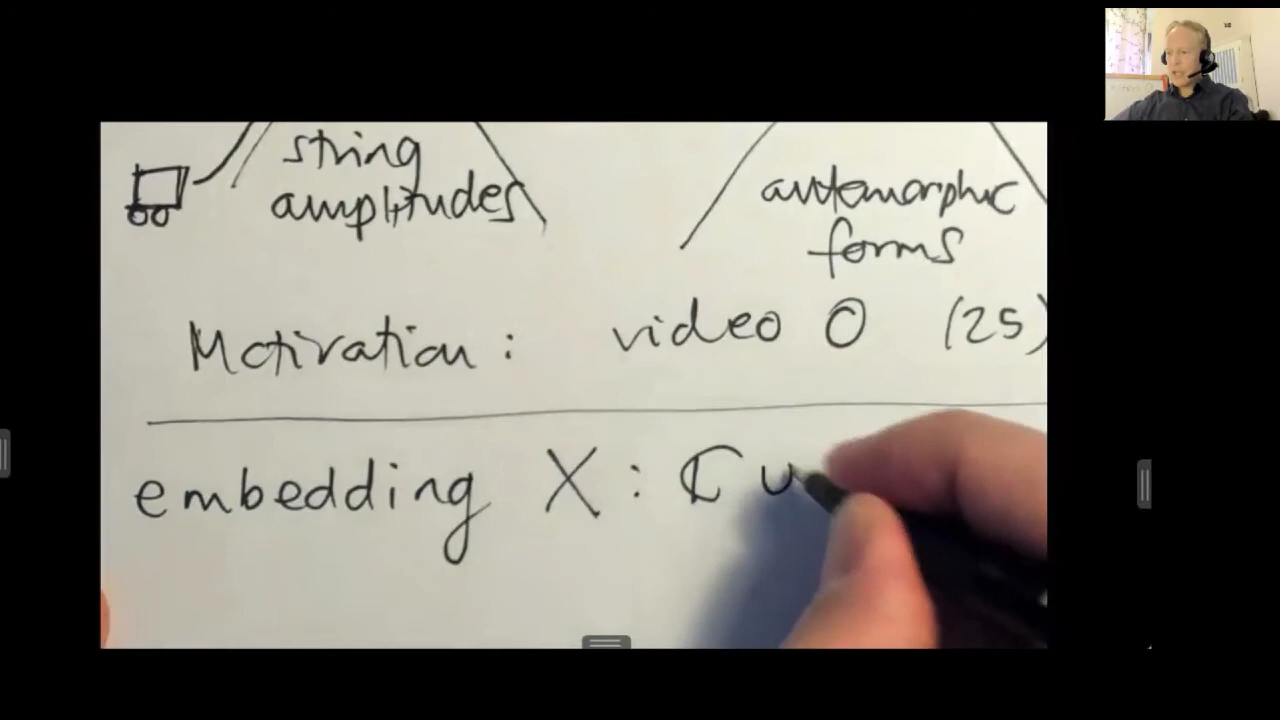 string
amplitudes
automorphic
forms
Motivation : video 0 (25)
embedding X : ℂ ∪